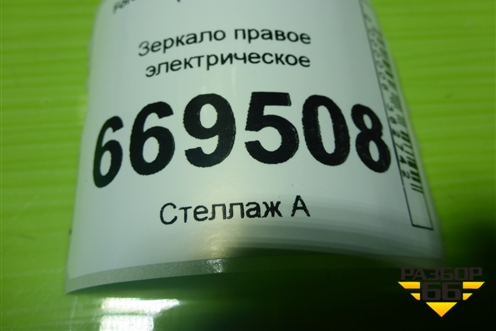 Зеркало правое
электрическое
669508
Стеллаж А
РАЗБОР
66